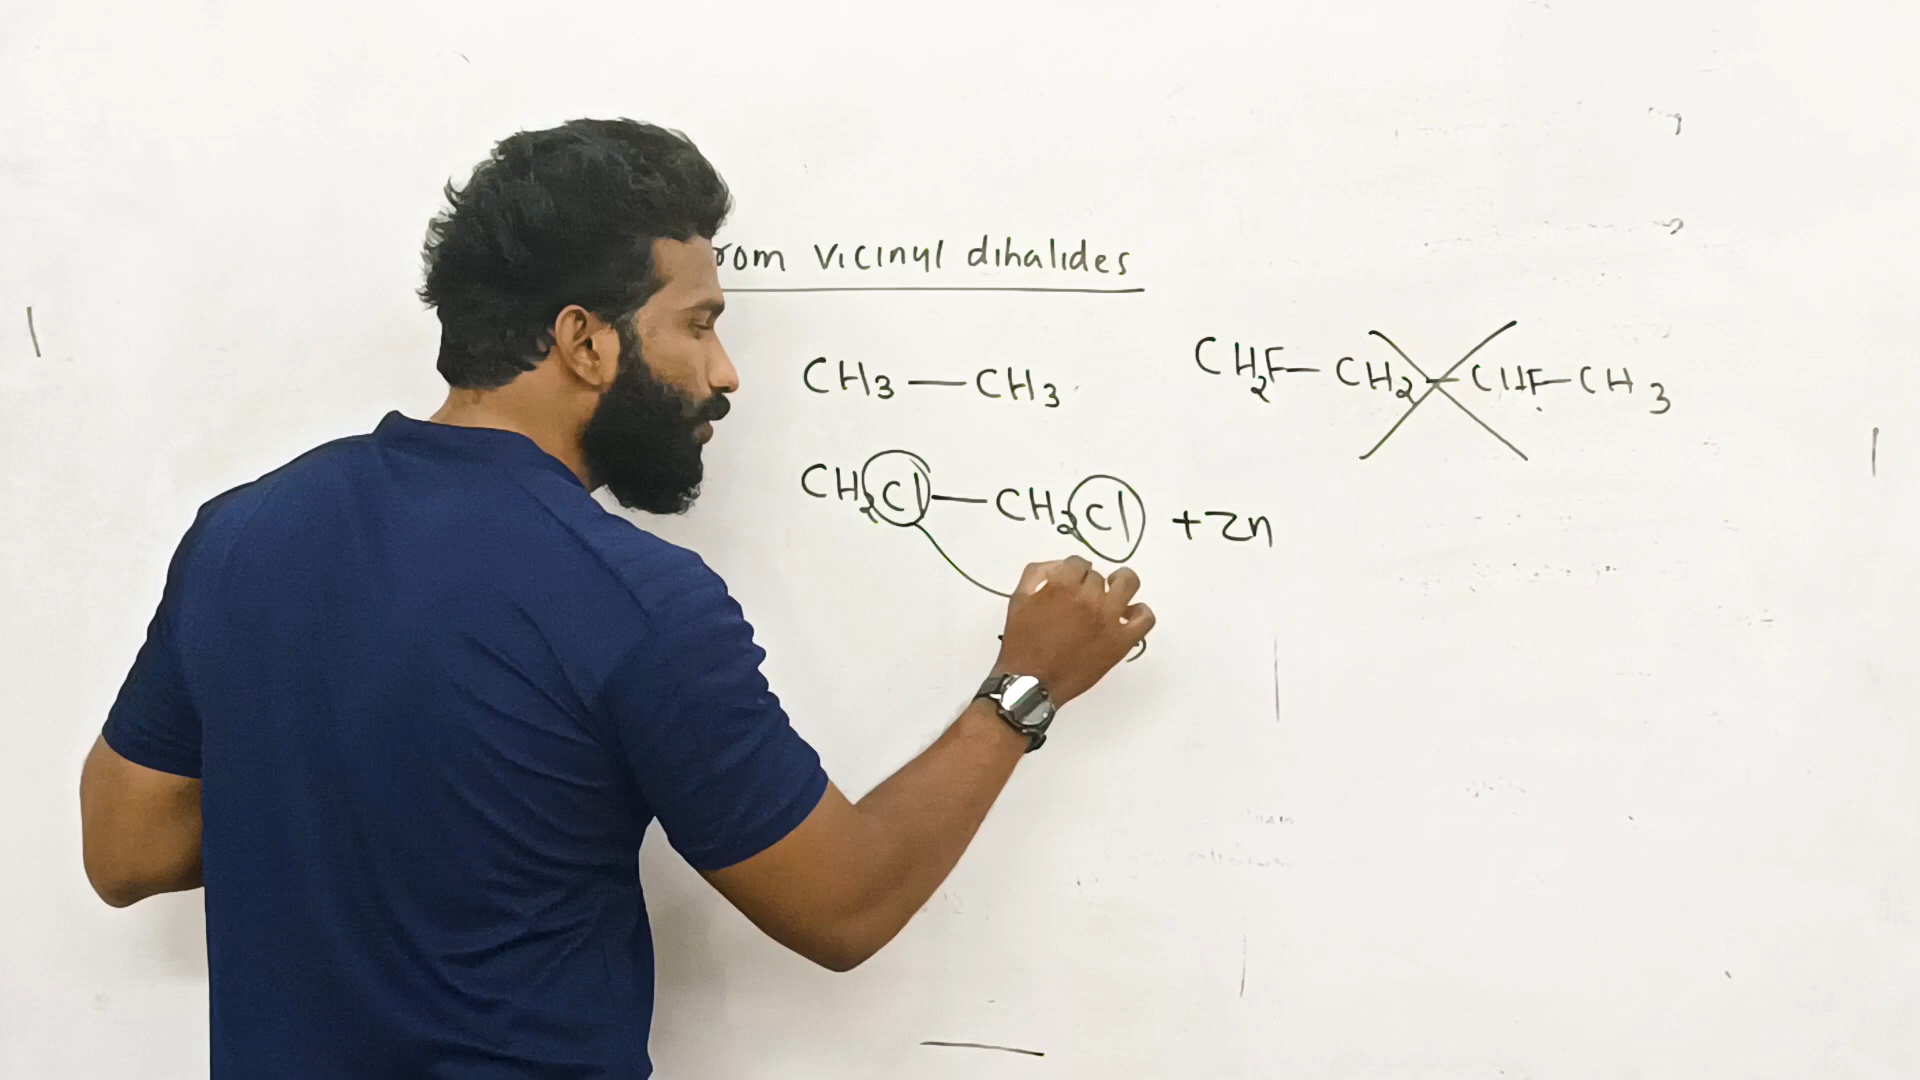 rom vicinyl dihalides
CH3 — CH3
CH2F — CH2 — CHF — CH3
CH2Cl — CH2Cl + Zn